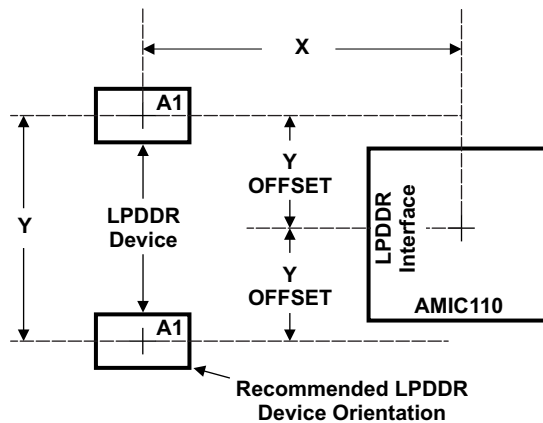 X
A1
Y
OFFSET
Y
LPDDR
Device
LPDDR
Interface
Y
OFFSET
AMIC110
A1
Recommended LPDDR
Device Orientation